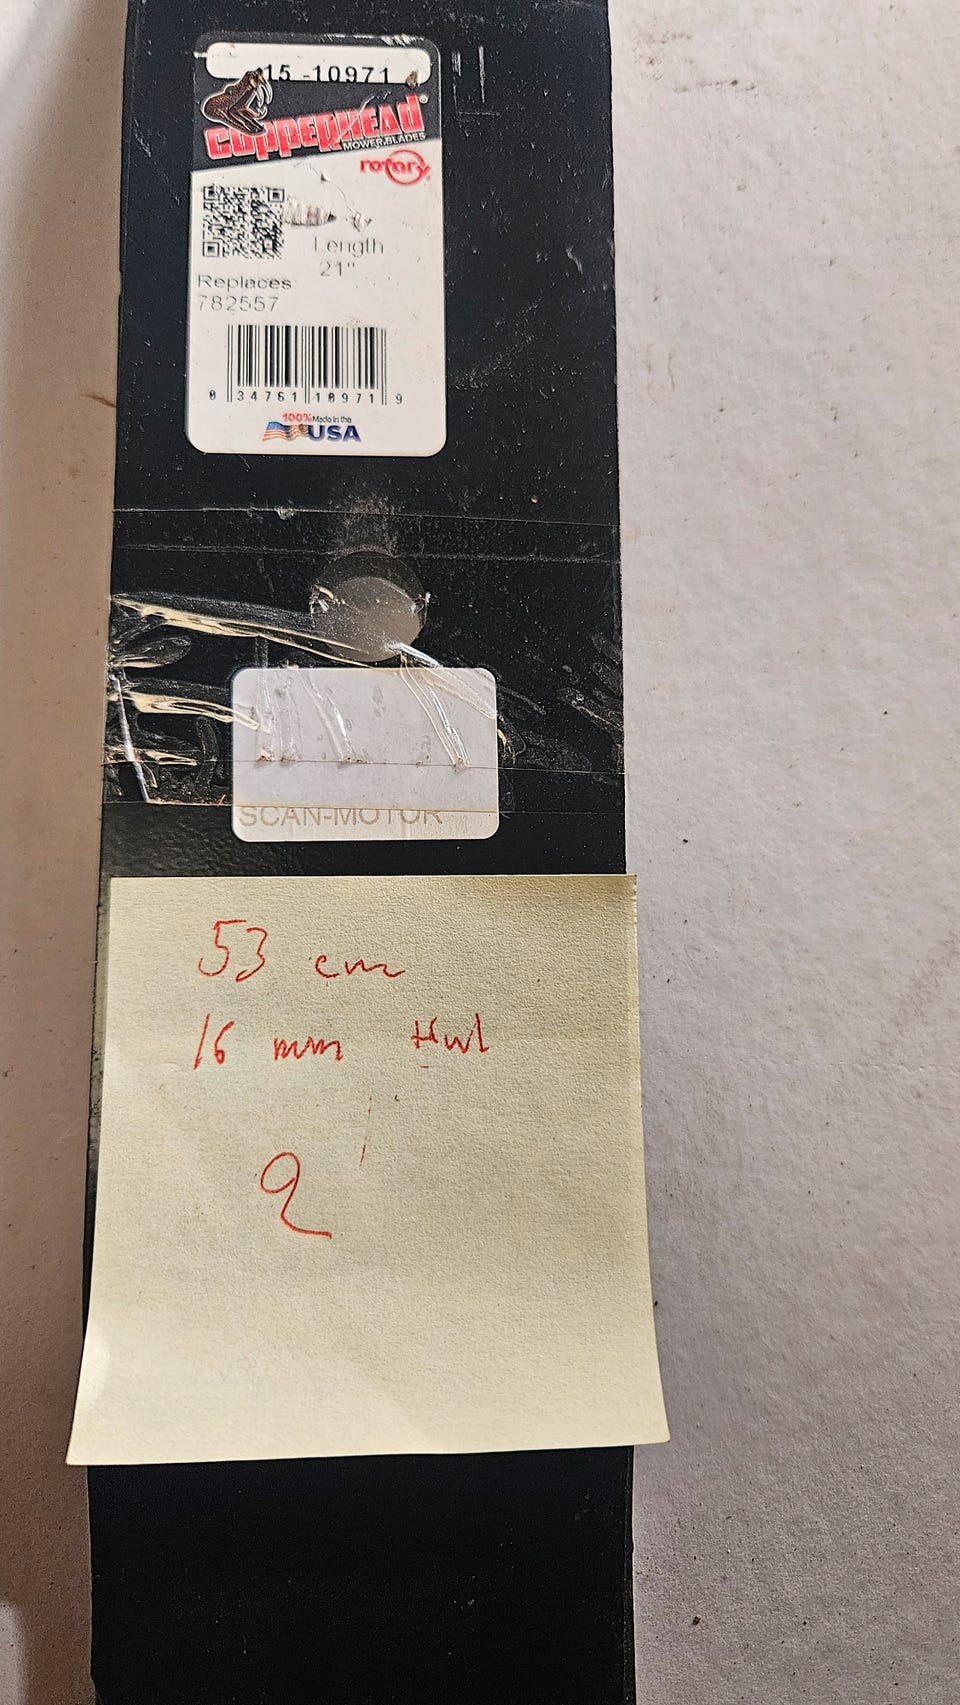 15 -10971
COPPERHEAD®
MOWER BLADES
rotary
Length
21"
Replaces
782557
0 34761 10971 9
100% Made in the
USA
SCAN-MOTOR
53 cm
16 mm Hul
2